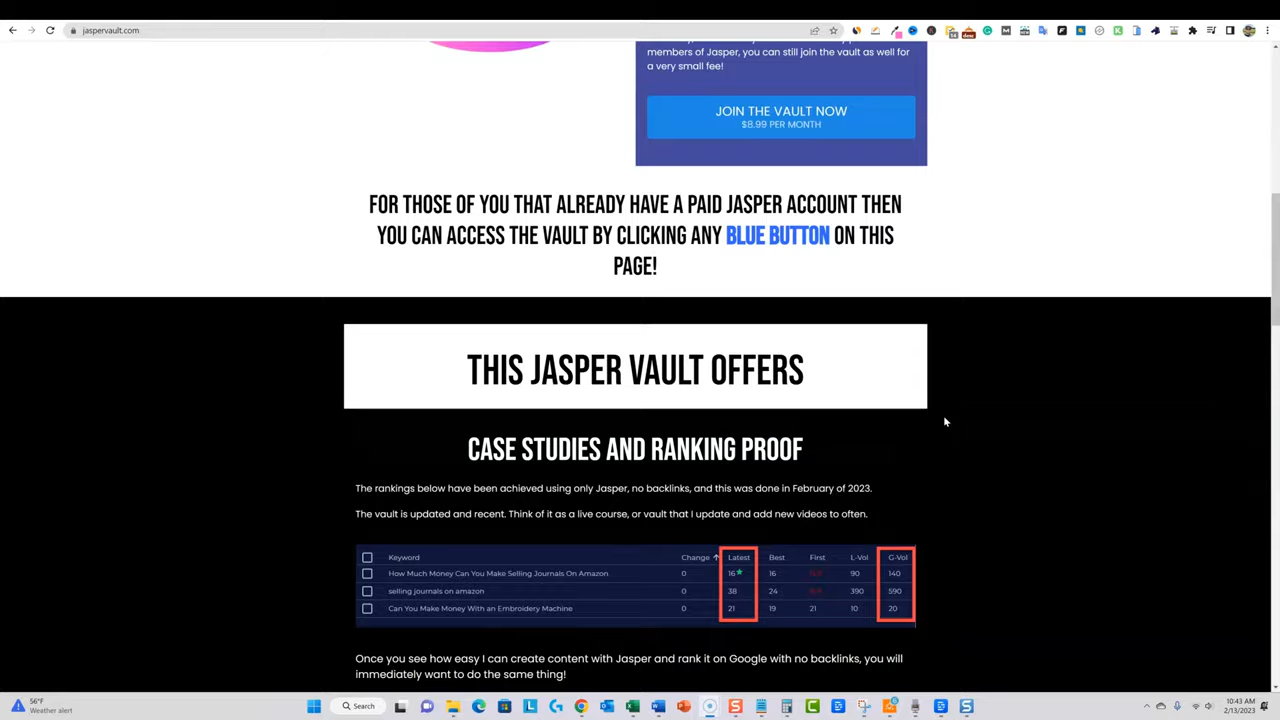 jaspervault.com
members of Jasper, you can still join the vault as well for
a very small fee!
JOIN THE VAULT NOW
$8.99 PER MONTH
FOR THOSE OF YOU THAT ALREADY HAVE A PAID JASPER ACCOUNT THEN
YOU CAN ACCESS THE VAULT BY CLICKING ANY BLUE BUTTON ON THIS
PAGE!
THIS JASPER VAULT OFFERS
CASE STUDIES AND RANKING PROOF
The rankings below have been achieved using only Jasper, no backlinks, and this was done in February of 2023.
The vault is updated and recent. Think of it as a live course, or vault that I update and add new videos to often.
Keyword Change Latest Best First L-Vol G-Vol
How Much Money Can You Make Selling Journals On Amazon 0 16 16 N/A 90 140
selling journals on amazon 0 38 24 N/A 390 590
Can You Make Money With an Embroidery Machine 0 21 19 21 10 20
Once you see how easy I can create content with Jasper and rank it on Google with no backlinks, you will
immediately want to do the same thing!
56°F
Weather alert
Search
10:43 AM
2/13/2023